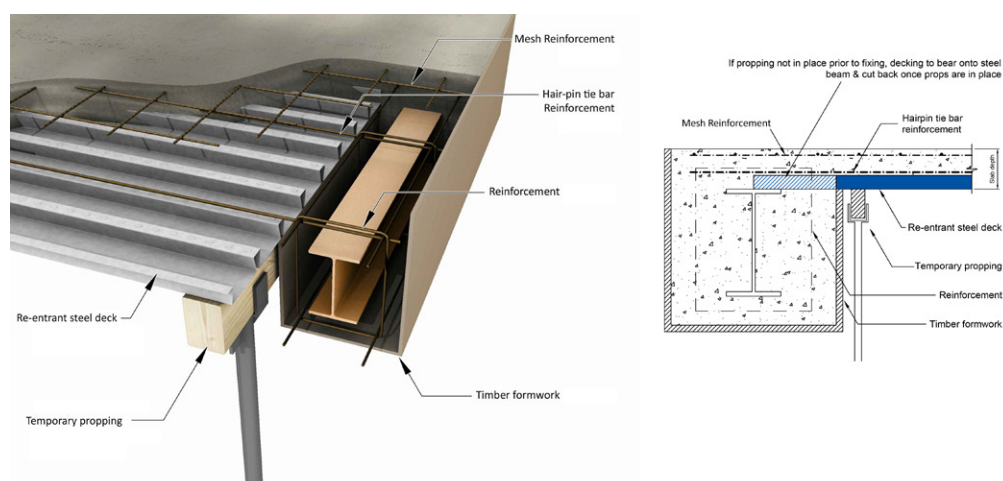 Mesh Reinforcement
Hair-pin tie bar
Reinforcement
Reinforcement
Re-entrant steel deck
Timber formwork
Temporary propping
If propping not in place prior to fixing, decking to bear onto steel
beam & cut back once props are in place
Mesh Reinforcement
Hairpin tie bar
reinforcement
Slab depth
Re-entrant steel deck
Temporary propping
Reinforcement
Timber formwork